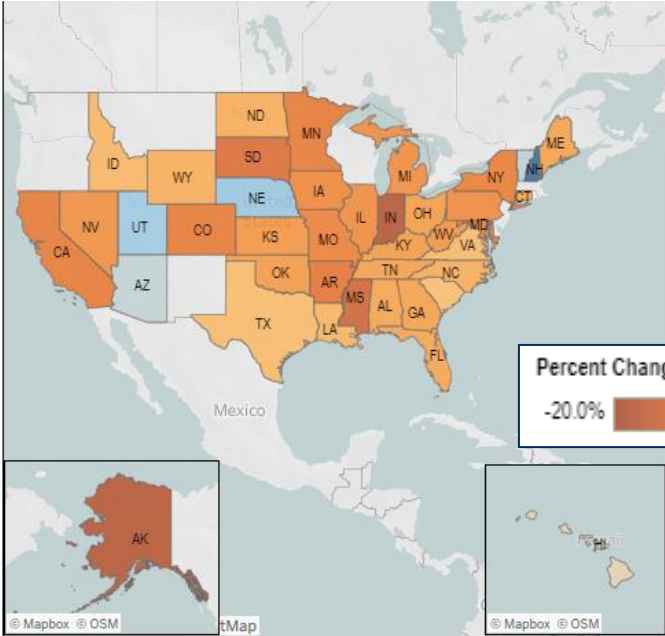 ND
MN
ME
ID
SD
NH
WY
MI
NY
CT
NE
IA
NV
UT
CO
IL
IN
OH
MD
CA
KS
MO
KY
WV
VA
AZ
OK
AR
TN
NC
MS
AL
GA
TX
LA
FL
Percent Chang
-20.0%
Mexico
AK
HI
© Mapbox © OSM
tMap
© Mapbox © OSM